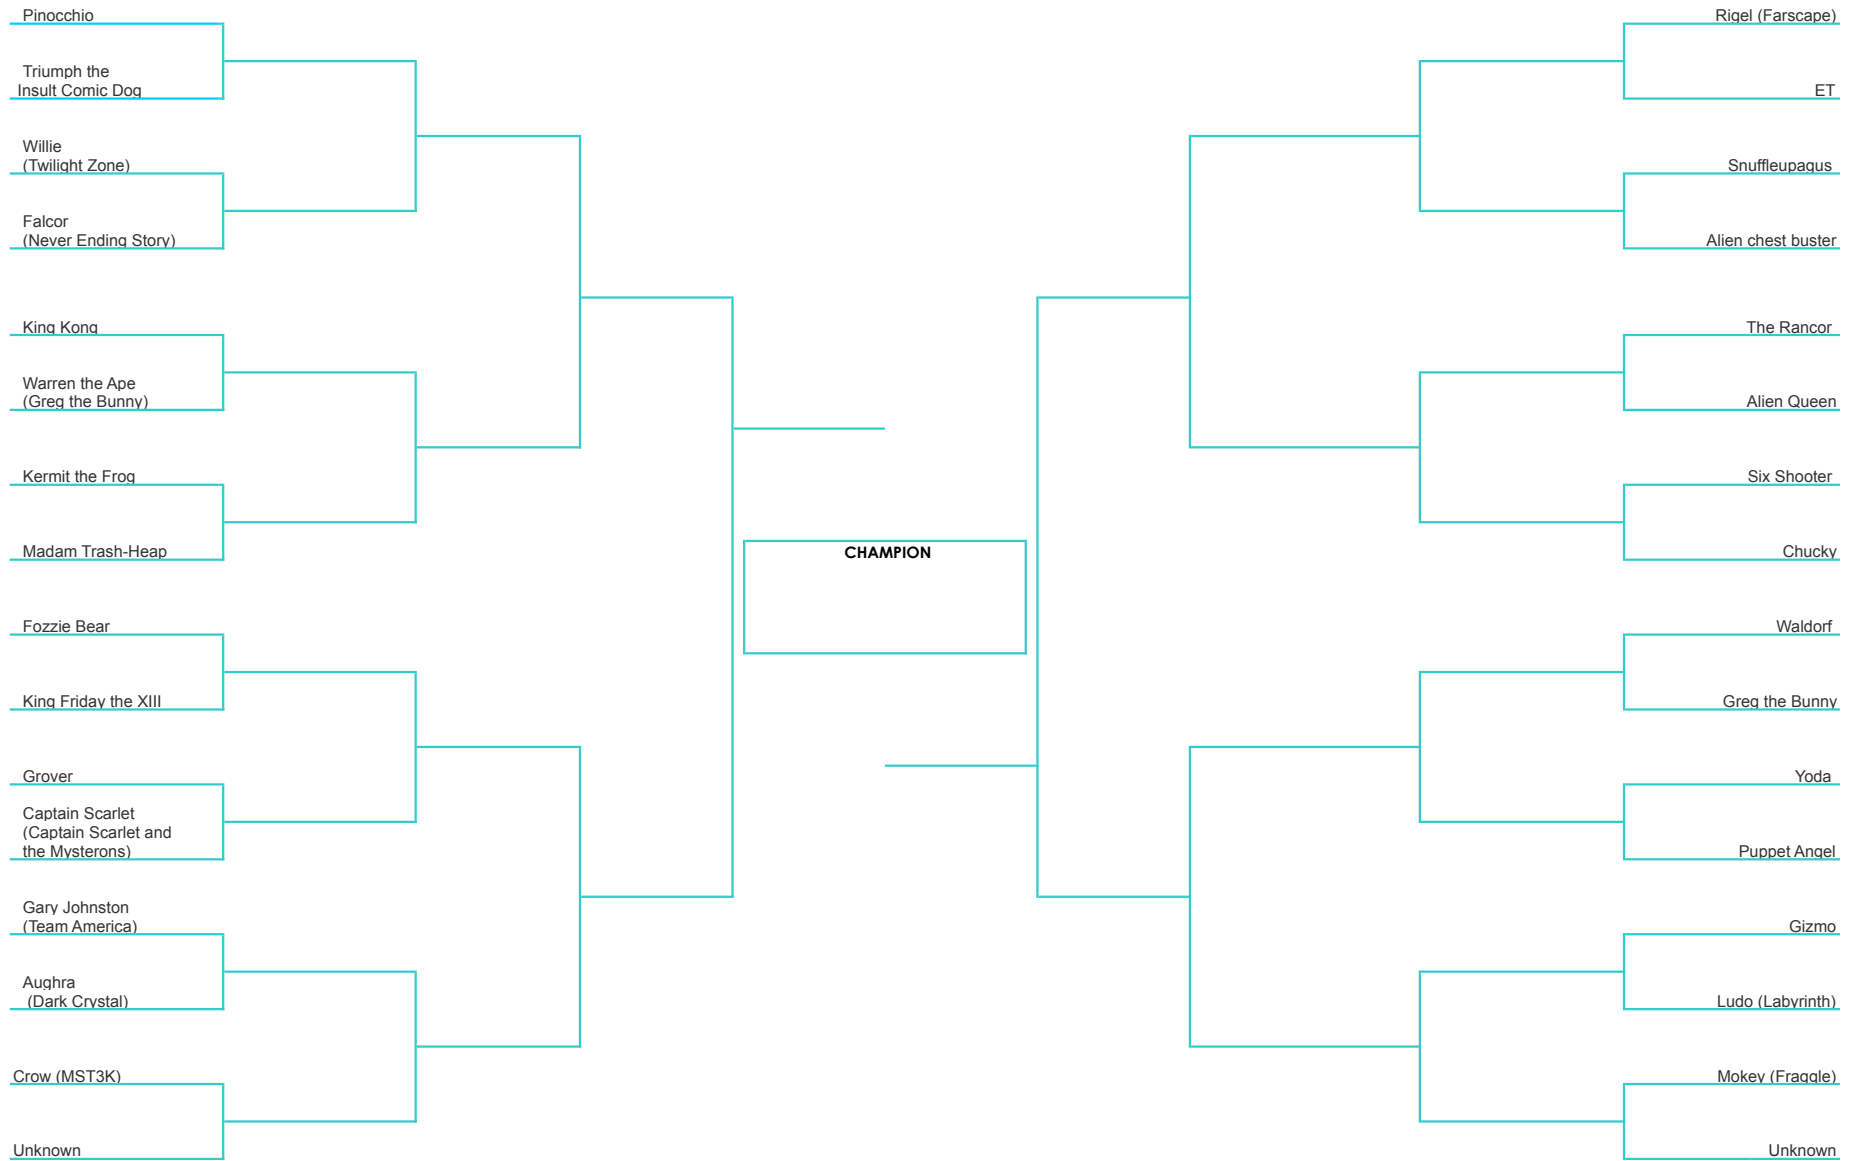 Pinocchio
Triumph the
Insult Comic Dog
Willie
(Twilight Zone)
Falcor
(Never Ending Story)
King Kong
Warren the Ape
(Greg the Bunny)
Kermit the Frog
Madam Trash-Heap
Fozzie Bear
King Friday the XIII
Grover
Captain Scarlet
(Captain Scarlet and
the Mysterons)
Gary Johnston
(Team America)
Aughra
(Dark Crystal)
Crow (MST3K)
Unknown
CHAMPION
Rigel (Farscape)
ET
Snuffleupagus
Alien chest buster
The Rancor
Alien Queen
Six Shooter
Chucky
Waldorf
Greg the Bunny
Yoda
Puppet Angel
Gizmo
Ludo (Labyrinth)
Mokey (Fraggle)
Unknown